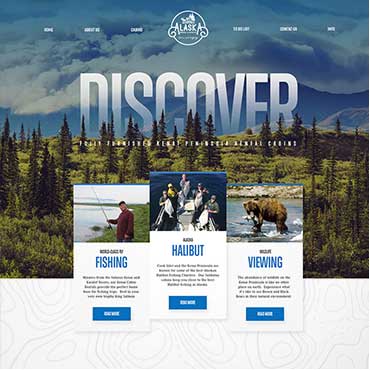 HOME
ABOUT US
CABINS
ALASKA
TO DO LIST
CONTACT US
INFO
DISCOVER
FULLY FURNISHED KENAI PENINSULA RENTAL CABINS
WORLD-CLASS FLY
FISHING
Minutes from the famous Kenai and
Kasilof Rivers, our Kenai Cabin
Rentals provide the perfect home
base for fishing trips. Reel in your
very own trophy king Salmon
READ MORE
ALASKA
HALIBUT
Cook Inlet and the Kenai Peninsula are
known for some of the best Alaskan
Halibut Fishing Charters. Our
cabins keep you close to the best
Halibut fishing in Alaska
READ MORE
WILDLIFE
VIEWING
The abundance of wildlife on the
Kenai Peninsula is like no other
place on earth. Experience what
it's like to see Brown and Black
Bears in their natural environment
READ MORE